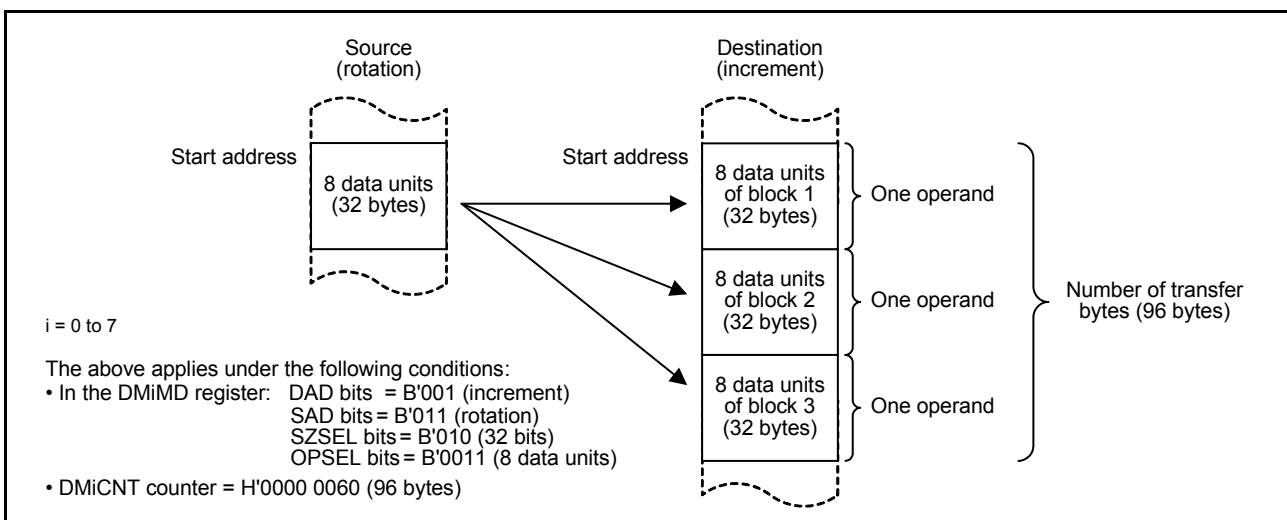 Source
(rotation)
Destination
(increment)
Start address
8 data units
(32 bytes)
Start address
8 data units
of block 1
(32 bytes)
One operand
8 data units
of block 2
(32 bytes)
One operand
8 data units
of block 3
(32 bytes)
One operand
Number of transfer
bytes (96 bytes)
i = 0 to 7
The above applies under the following conditions:
• In the DMiMD register: DAD bits = B'001 (increment)
SAD bits = B'011 (rotation)
SZSEL bits = B'010 (32 bits)
OPSEL bits = B'0011 (8 data units)
• DMiCNT counter = H'0000 0060 (96 bytes)